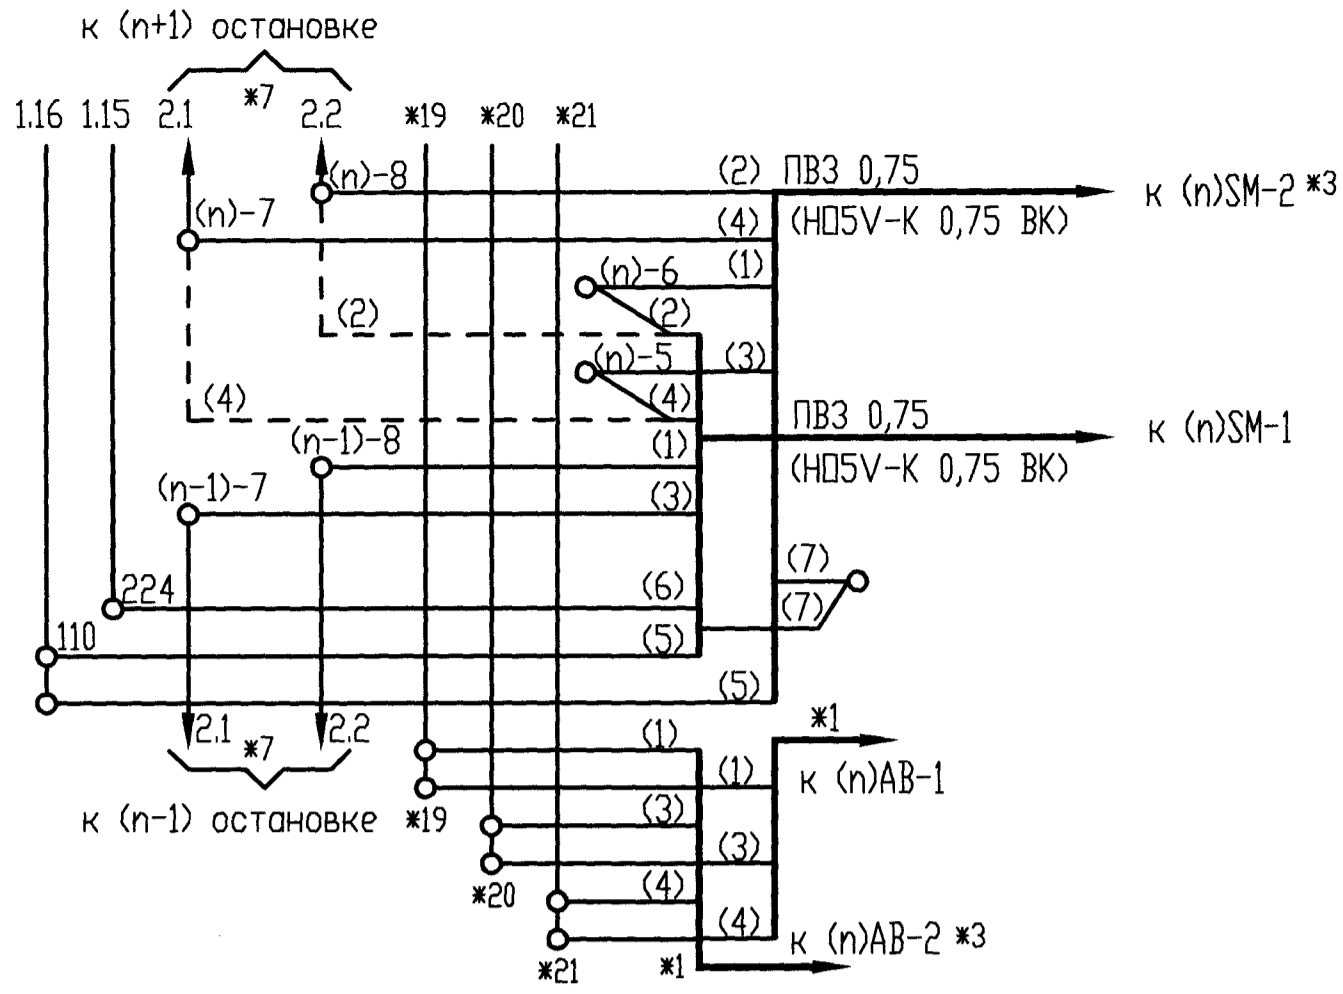 к (n+1) остановке
*7
1.16 1.15 2.1 2.2 *19 *20 *21
(n)-8 (2) ПВ3 0,75
к (n)SM-2 *3
(n)-7 (4) (H05V-K 0,75 BK)
(n)-6 (1)
(2) (2)
(n)-5 (3)
(4) (4)
ПВ3 0,75
(n-1)-8 (1) к (n)SM-1
(n-1)-7 (3) (H05V-K 0,75 BK)
(7)
224 (6) (7)
110 (5)
(5)
2.1 *7 2.2 (1) *1
(1) к (n)AB-1
к (n-1) остановке *19 (3)
(3)
*20 (4)
(4) к (n)AB-2 *3
*21 *1